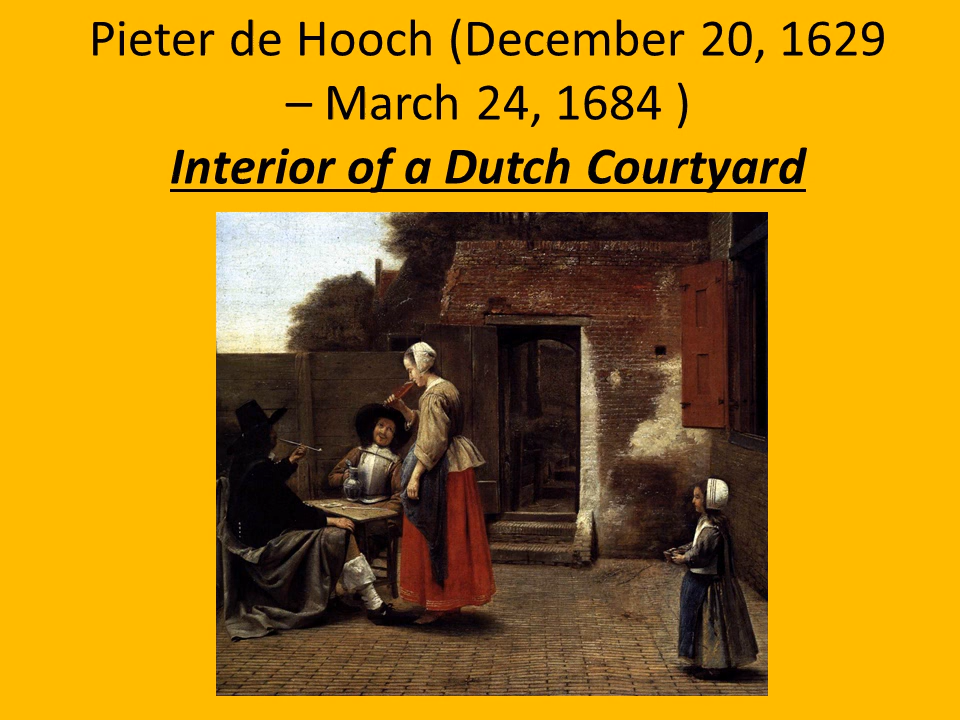 Pieter de Hooch (December 20, 1629
– March 24, 1684 )
Interior of a Dutch Courtyard